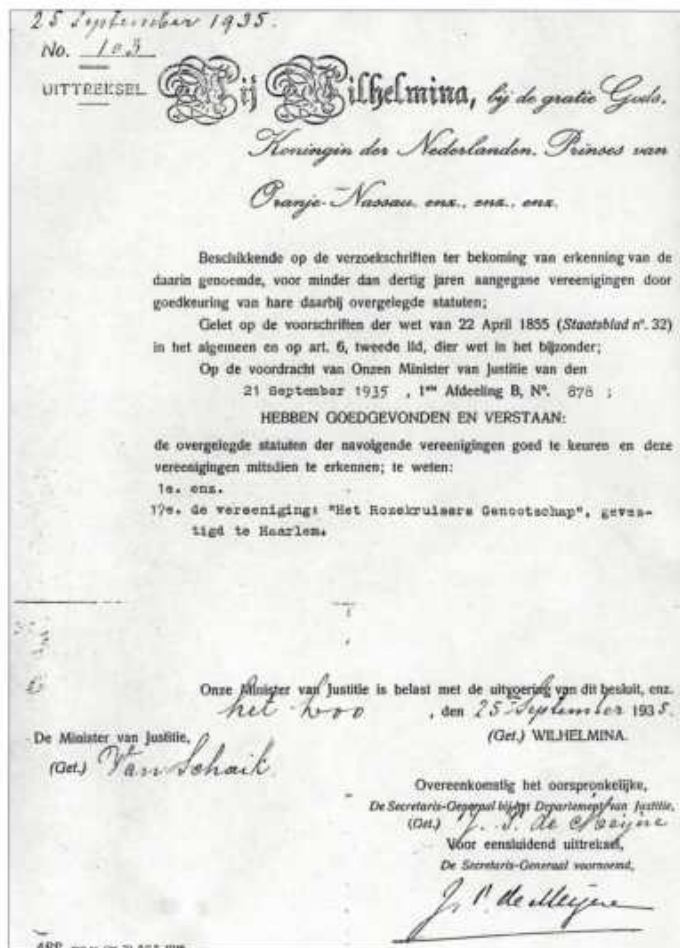 25 September 1935.
No. 103
UITTREKSEL
Wij Wilhelmina, bij de gratie Gods,
Koningin der Nederlanden, Prinses van
Oranje-Nassau, enz., enz., enz.
Beschikkende op de verzoekschriften ter bekoming van erkenning van de
daarin genoemde, voor minder dan dertig jaren aangegane vereenigingen door
goedkeuring van hare daarbij overgelegde statuten;
Gelet op de voorschriften der wet van 22 April 1855 (Staatsblad n°. 32)
in het algemeen en op art. 6, tweede lid, dier wet in het bijzonder;
Op de voordracht van Onzen Minister van Justitie van den
21 September 1935 , 1ste Afdeeling B, N°. 878 ;
HEBBEN GOEDGEVONDEN EN VERSTAAN:
de overgelegde statuten der navolgende vereenigingen goed te keuren en deze
vereenigingen mitsdien te erkennen; te weten:
1e. enz.
17e. de vereeniging: "Het Rozekruisers Genootschap", geves-
tigd te Haarlem.
Onze Minister van Justitie is belast met de uitvoering van dit besluit, enz.
het Loo , den 25 September 1935.
De Minister van Justitie,
(Get.) WILHELMINA.
(Get.) Van Schaik
Overeenkomstig het oorspronkelijke,
De Secretaris-Generaal bij het Departement van Justitie,
(Get.) J. P. de Meijere
Voor eensluidend uittreksel,
De Secretaris-Generaal voornoemd,
J. P. de Meijere